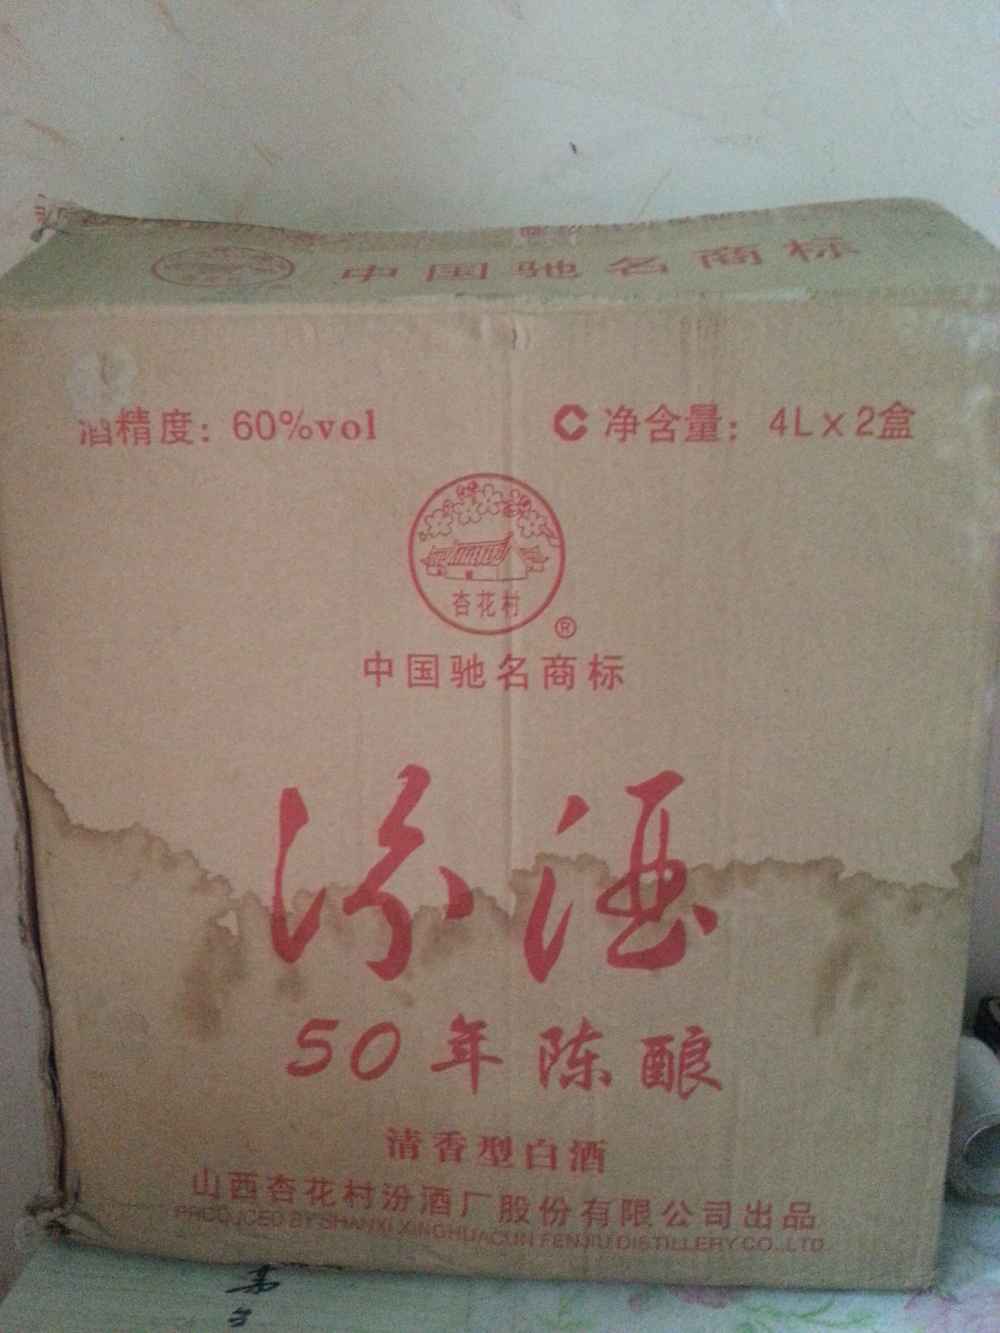 中国驰名商标
酒精度：60%vol
C 净含量：4L×2盒
杏花村
®
中国驰名商标
汾酒
50年陈酿
清香型白酒
山西杏花村汾酒厂股份有限公司出品
PRODUCED BY SHANXI XINGHUACUN FENJIU DISTILLERY CO.,LTD.